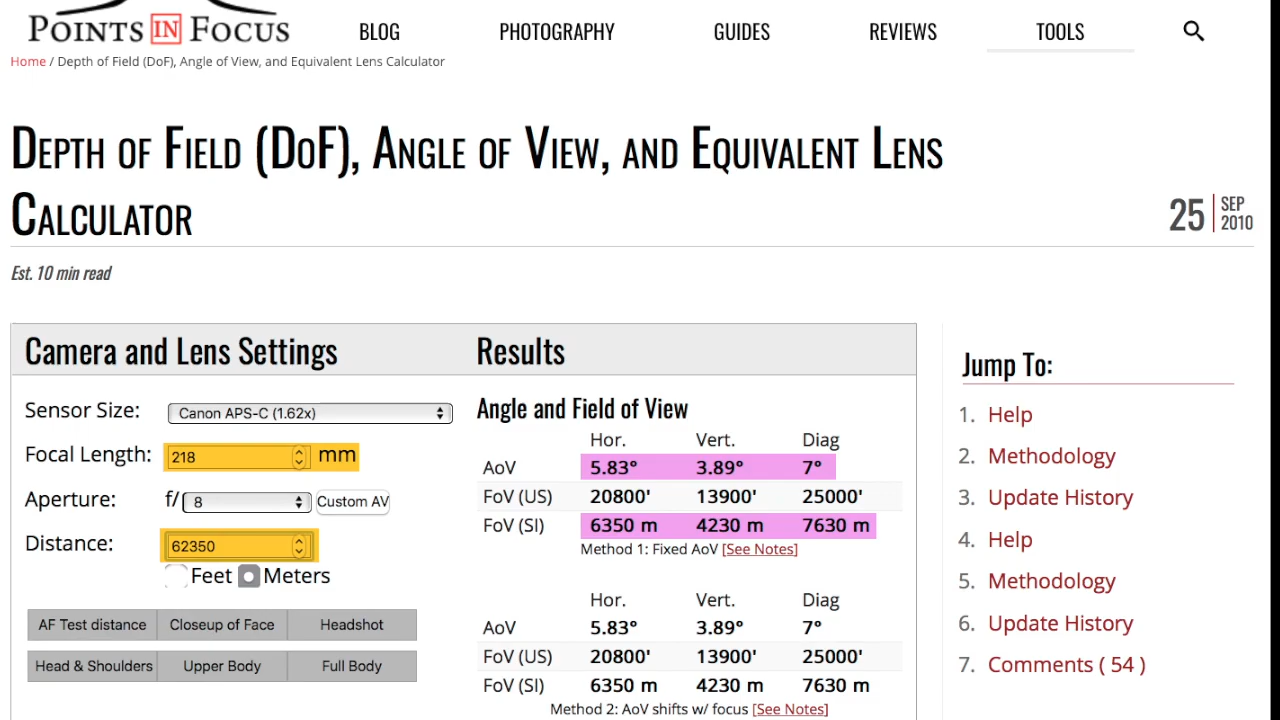 POINTS IN FOCUS
BLOG
PHOTOGRAPHY
GUIDES
REVIEWS
TOOLS
Home / Depth of Field (DoF), Angle of View, and Equivalent Lens Calculator
DEPTH OF FIELD (DOF), ANGLE OF VIEW, AND EQUIVALENT LENS
CALCULATOR
25
SEP
2010
Est. 10 min read
Camera and Lens Settings
Sensor Size: Canon APS-C (1.62x)
Focal Length: 218 mm
Aperture: f/ 8 Custom AV
Distance: 62350
Feet Meters
AF Test distance Closeup of Face Headshot
Head & Shoulders Upper Body Full Body
Results
Angle and Field of View
Hor. Vert. Diag
AoV 5.83° 3.89° 7°
FoV (US) 20800' 13900' 25000'
FoV (SI) 6350 m 4230 m 7630 m
Method 1: Fixed AoV [See Notes]
Hor. Vert. Diag
AoV 5.83° 3.89° 7°
FoV (US) 20800' 13900' 25000'
FoV (SI) 6350 m 4230 m 7630 m
Method 2: AoV shifts w/ focus [See Notes]
Jump To:
1. Help
2. Methodology
3. Update History
4. Help
5. Methodology
6. Update History
7. Comments ( 54 )